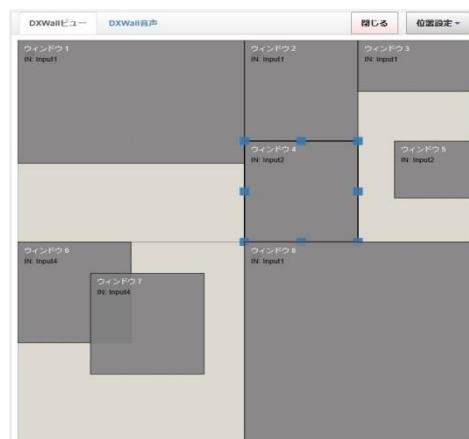 DXWallビュー
DXWall音声
閉じる
位置設定
ウィンドウ 1
IN: Input1
ウィンドウ 2
IN: Input1
ウィンドウ 3
IN: Input1
ウィンドウ 4
IN: Input2
ウィンドウ 5
IN: Input2
ウィンドウ 6
IN: Input4
ウィンドウ 7
IN: Input4
ウィンドウ 8
IN: Input1